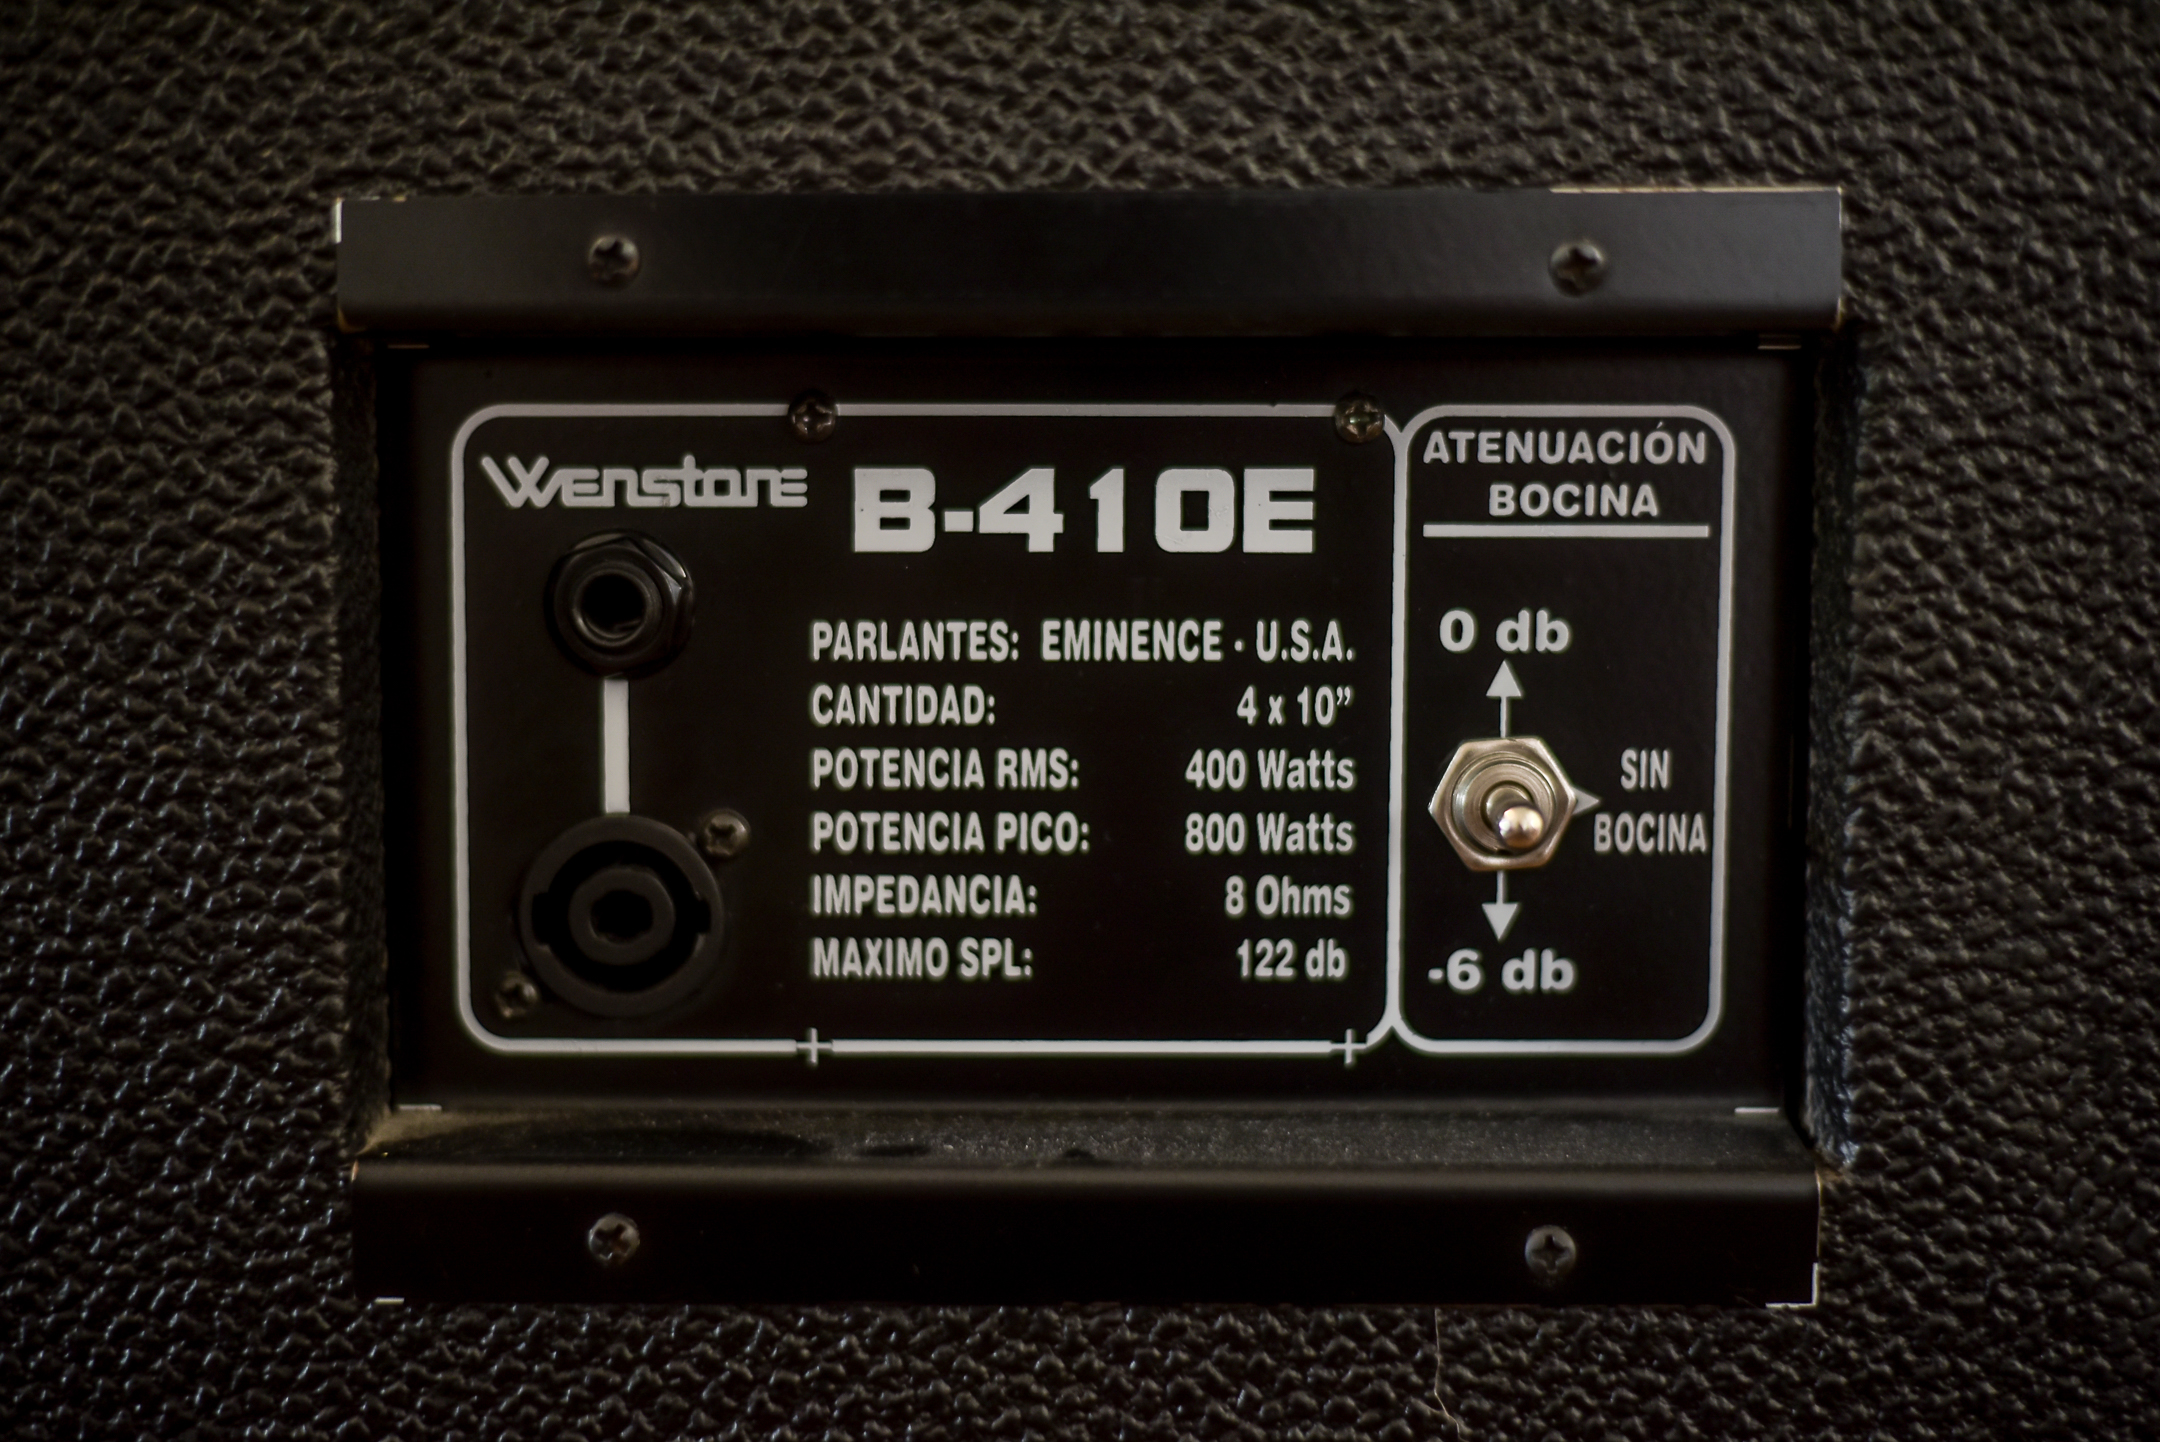 Wenstone
B-410E
PARLANTES: EMINENCE · U.S.A.
CANTIDAD: 4 x 10”
POTENCIA RMS: 400 Watts
POTENCIA PICO: 800 Watts
IMPEDANCIA: 8 Ohms
MAXIMO SPL: 122 db
ATENUACIÓN
BOCINA
0 db
SIN
BOCINA
-6 db